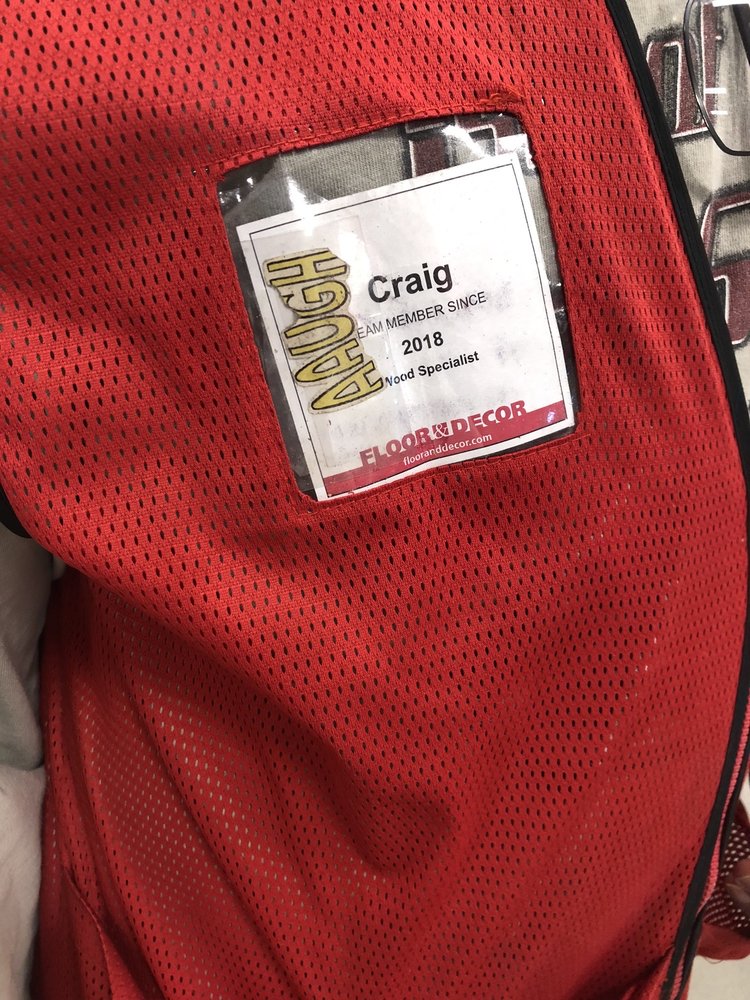 AAUGH
Craig
EAM MEMBER SINCE
2018
Wood Specialist
FLOOR&DECOR
flooranddecor.com